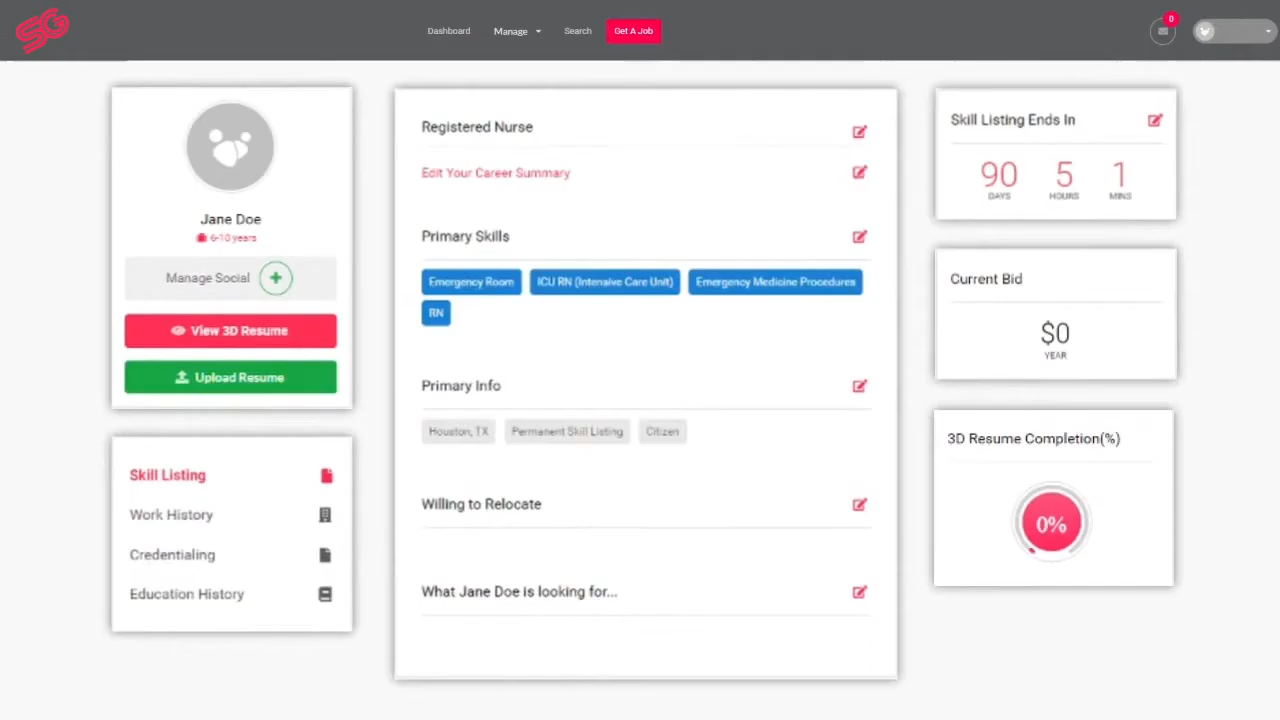 SG
Dashboard
Manage
Search
Get A Job
0
Jane Doe
6-10 years
Manage Social
View 3D Resume
Upload Resume
Skill Listing
Work History
Credentialing
Education History
Registered Nurse
Edit Your Career Summary
Primary Skills
Emergency Room
ICU RN (Intensive Care Unit)
Emergency Medicine Procedures
RN
Primary Info
Houston, TX
Permanent Skill Listing
Citizen
Willing to Relocate
What Jane Doe is looking for...
Skill Listing Ends In
90 5 1
DAYS HOURS MINS
Current Bid
$0
YEAR
3D Resume Completion(%)
0%